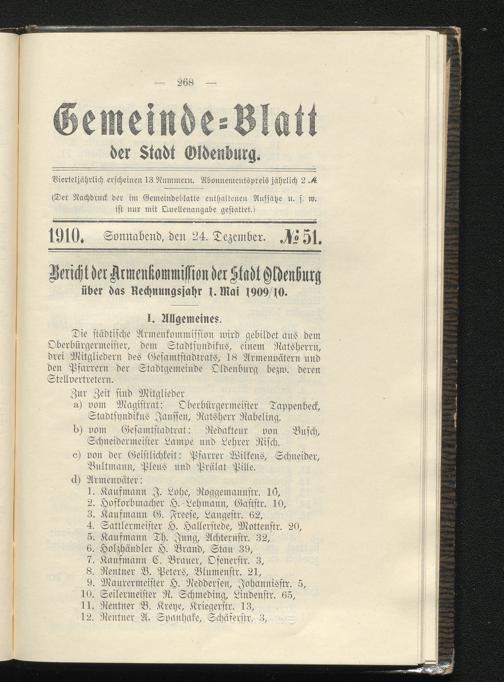 — 268 —
Gemeinde=Blatt
der Stadt Oldenburg.
Vierteljährlich erscheinen 13 Nummern. Abonnementspreis jährlich 2 ℳ
(Der Nachdruck der im Gemeindeblatte enthaltenen Aufsätze u. s. w.
ist nur mit Quellenangabe gestattet.)
1910. Sonnabend, den 24. Dezember. № 51.
Bericht der Armenkommission der Stadt Oldenburg
über das Rechnungsjahr 1. Mai 1909/10.
1. Allgemeines.
Die städtische Armenkommission wird gebildet aus dem
Oberbürgermeister, dem Stadtsyndikus, einem Ratsherrn,
drei Mitgliedern des Gesamtstadtrats, 18 Armenvätern und
den Pfarrern der Stadtgemeinde Oldenburg bezw. deren
Stellvertretern.
Zur Zeit sind Mitglieder
a) vom Magistrat: Oberbürgermeister Tappenbeck,
Stadtsyndikus Janssen, Ratsherr Rabeling.
b) vom Gesamtstadtrat: Redakteur von Busch,
Schneidermeister Lampe und Lehrer Risch.
c) von der Geistlichkeit: Pfarrer Wilkens, Schneider,
Bultmann, Pleus und Prälat Pille.
d) Armenväter:
1. Kaufmann J. Lohe, Roggemannstr. 10,
2. Hofkorbmacher H. Lehmann, Gaststr. 10,
3. Kaufmann G. Freese, Langestr. 62,
4. Sattlermeister H. Hallerstede, Mottenstr. 20,
5. Kaufmann Th. Jung, Achternstr. 32,
6. Holzhändler H. Brand, Stau 39,
7. Kaufmann C. Brauer, Ofenerstr. 3,
8. Rentner B. Peters, Blumenstr. 21,
9. Maurermeister H. Neddersen, Johannisstr. 5,
10. Seilermeister R. Schmeding, Lindenstr. 65,
11. Rentner B. Kreye, Kriegerstr. 13,
12. Rentner A. Spanhake, Schäferstr. 3,